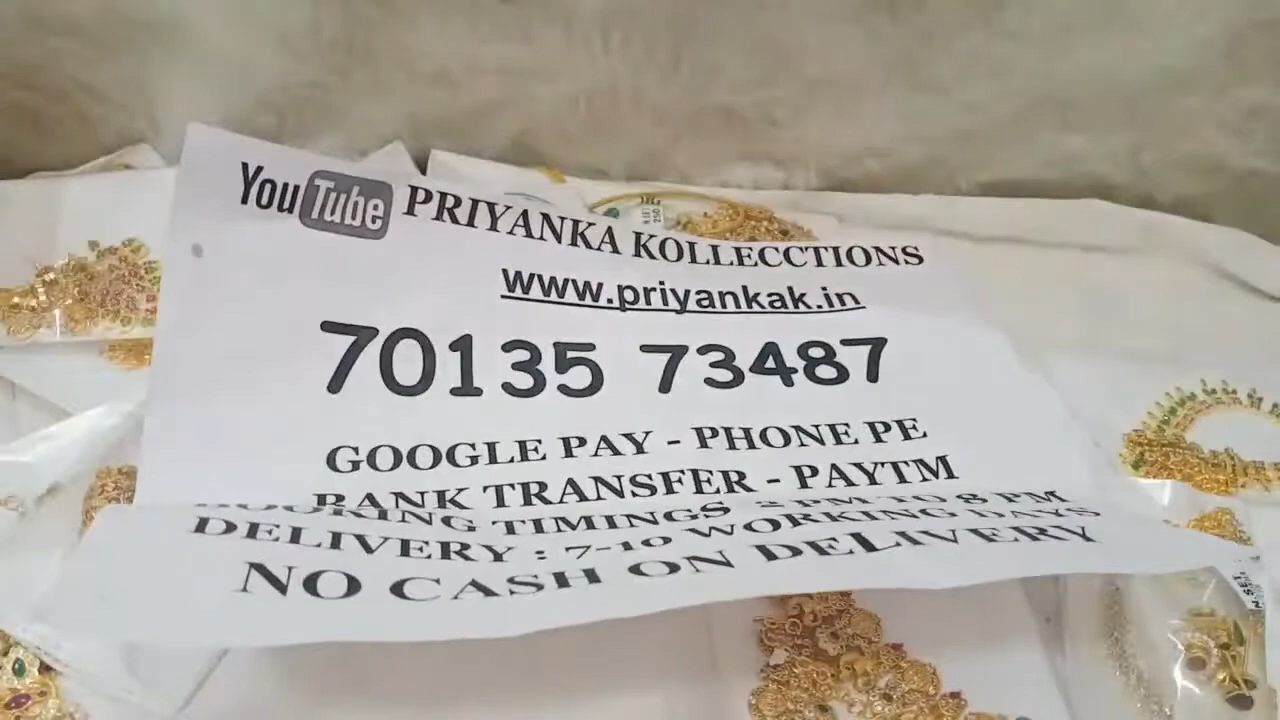 YouTube PRIYANKA KOLLECCTIONS
www.priyankak.in
70135 73487
GOOGLE PAY - PHONE PE
BANK TRANSFER - PAYTM
BOOKING TIMINGS 2 PM TO 8 PM
DELIVERY : 7-10 WORKING DAYS
NO CASH ON DELIVERY